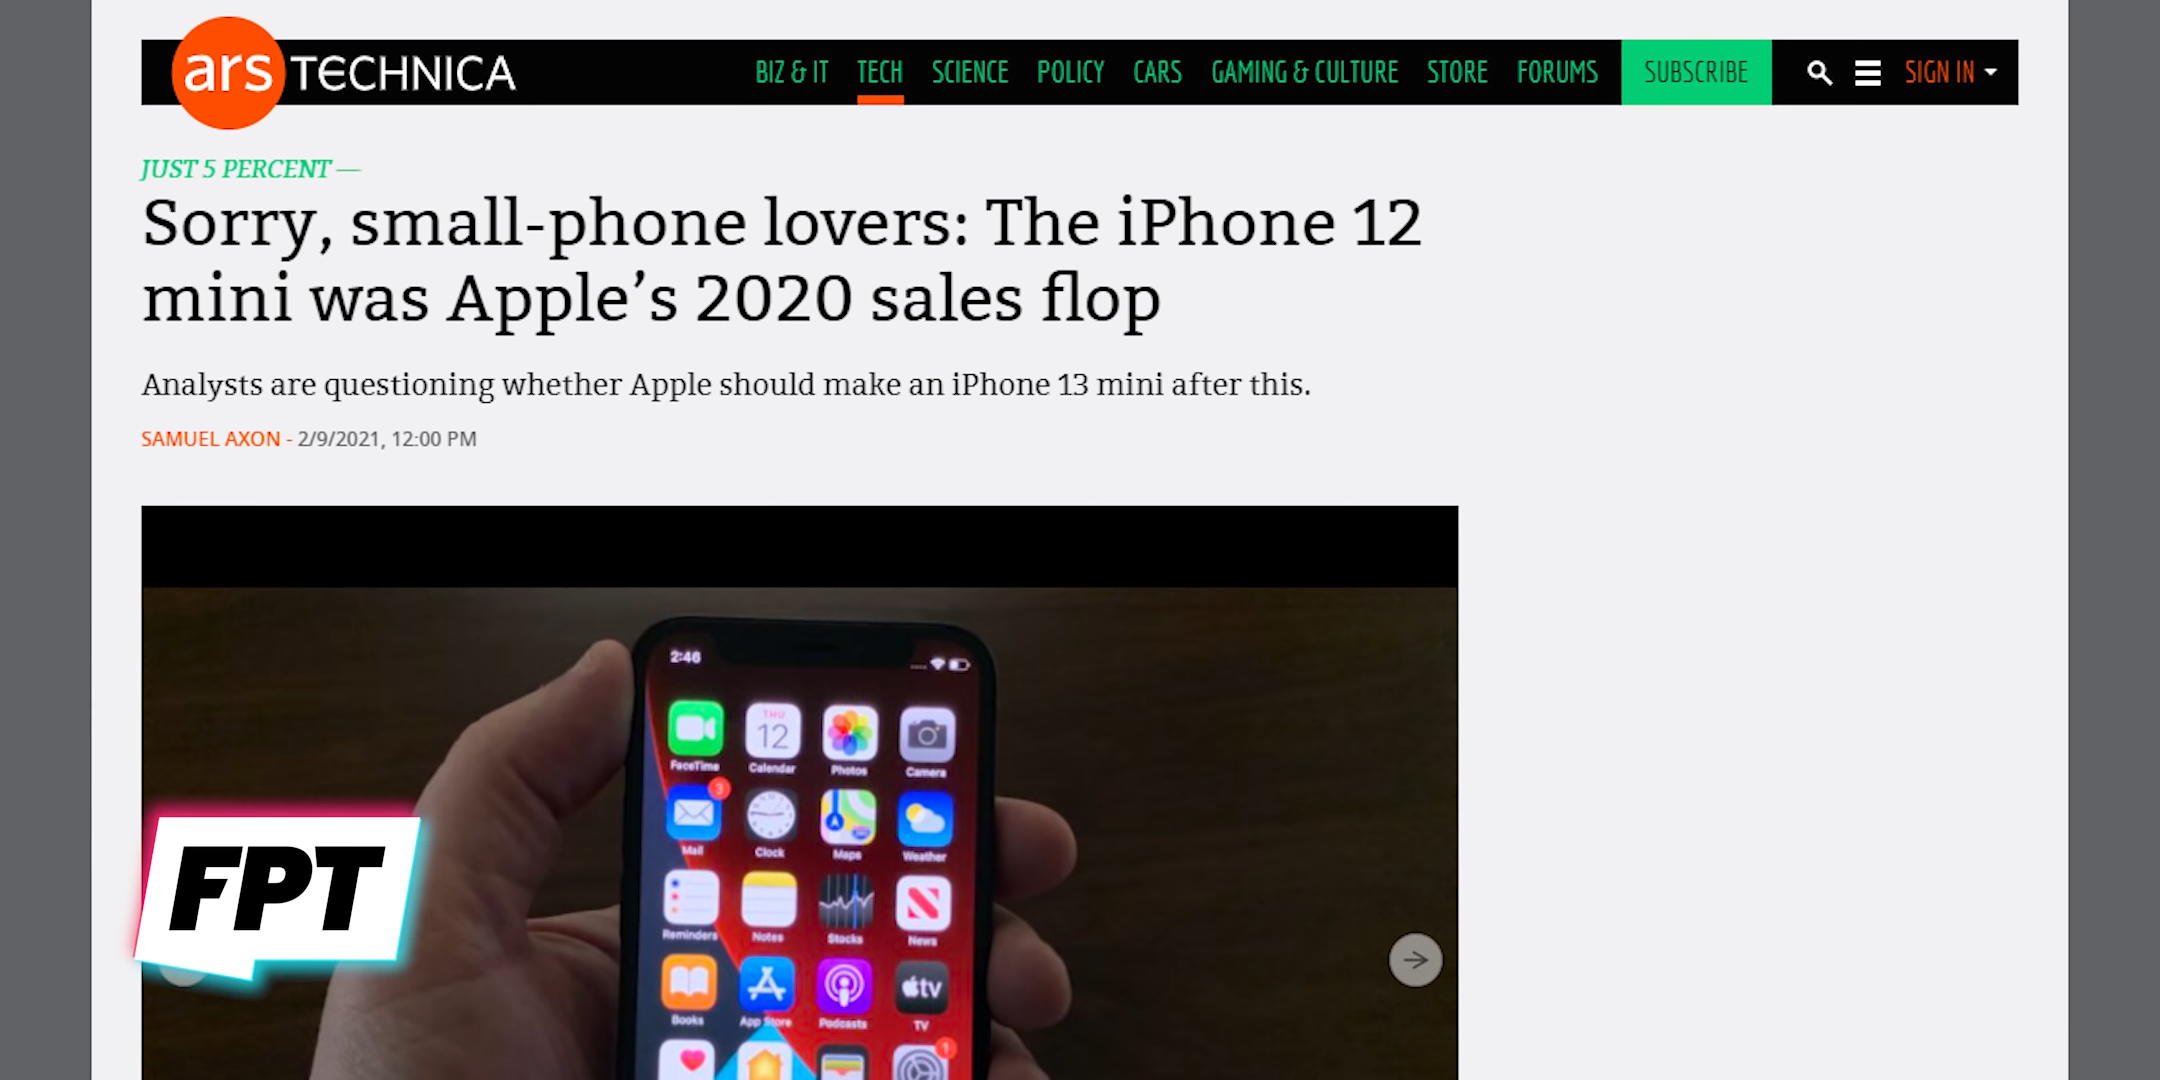 ars TECHNICA
BIZ & IT TECH SCIENCE POLICY CARS GAMING & CULTURE STORE FORUMS SUBSCRIBE SIGN IN
JUST 5 PERCENT —
Sorry, small-phone lovers: The iPhone 12
mini was Apple’s 2020 sales flop
Analysts are questioning whether Apple should make an iPhone 13 mini after this.
SAMUEL AXON - 2/9/2021, 12:00 PM
2:46
THU
12
FaceTime Calendar Photos Camera
3
Mail Clock Maps Weather
FPT
Reminders Notes Stocks News
tv
Books App Store Podcasts TV
1